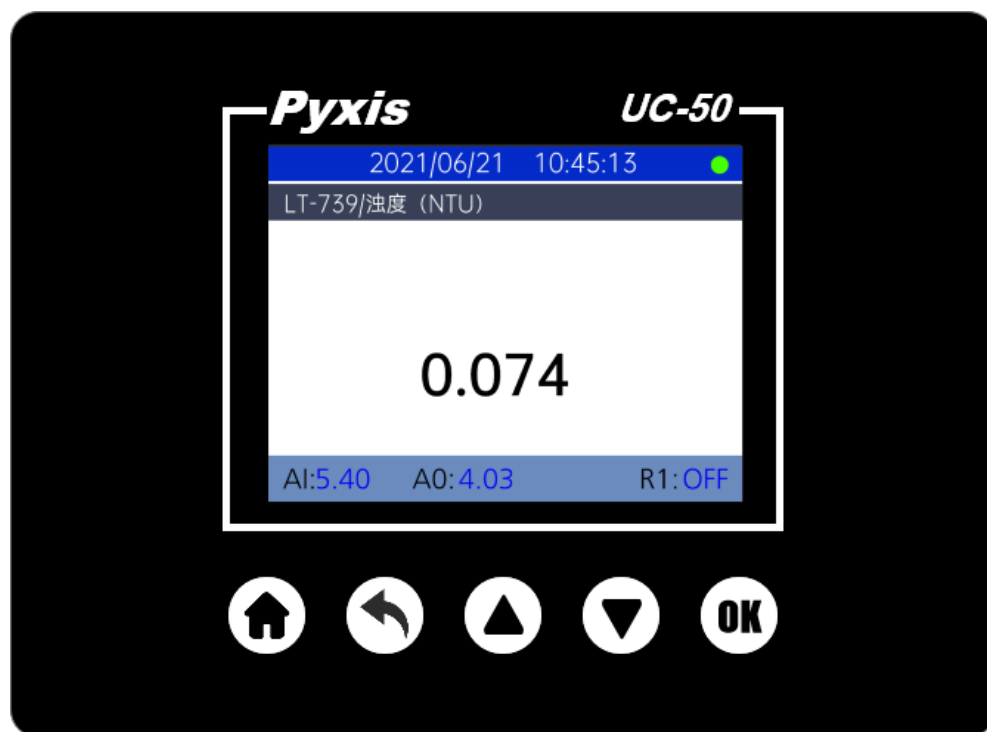 Pyxis UC-50
2021/06/21 10:45:13
LT-739/浊度（NTU）
0.074
AI:5.40 A0:4.03 R1:OFF
OK